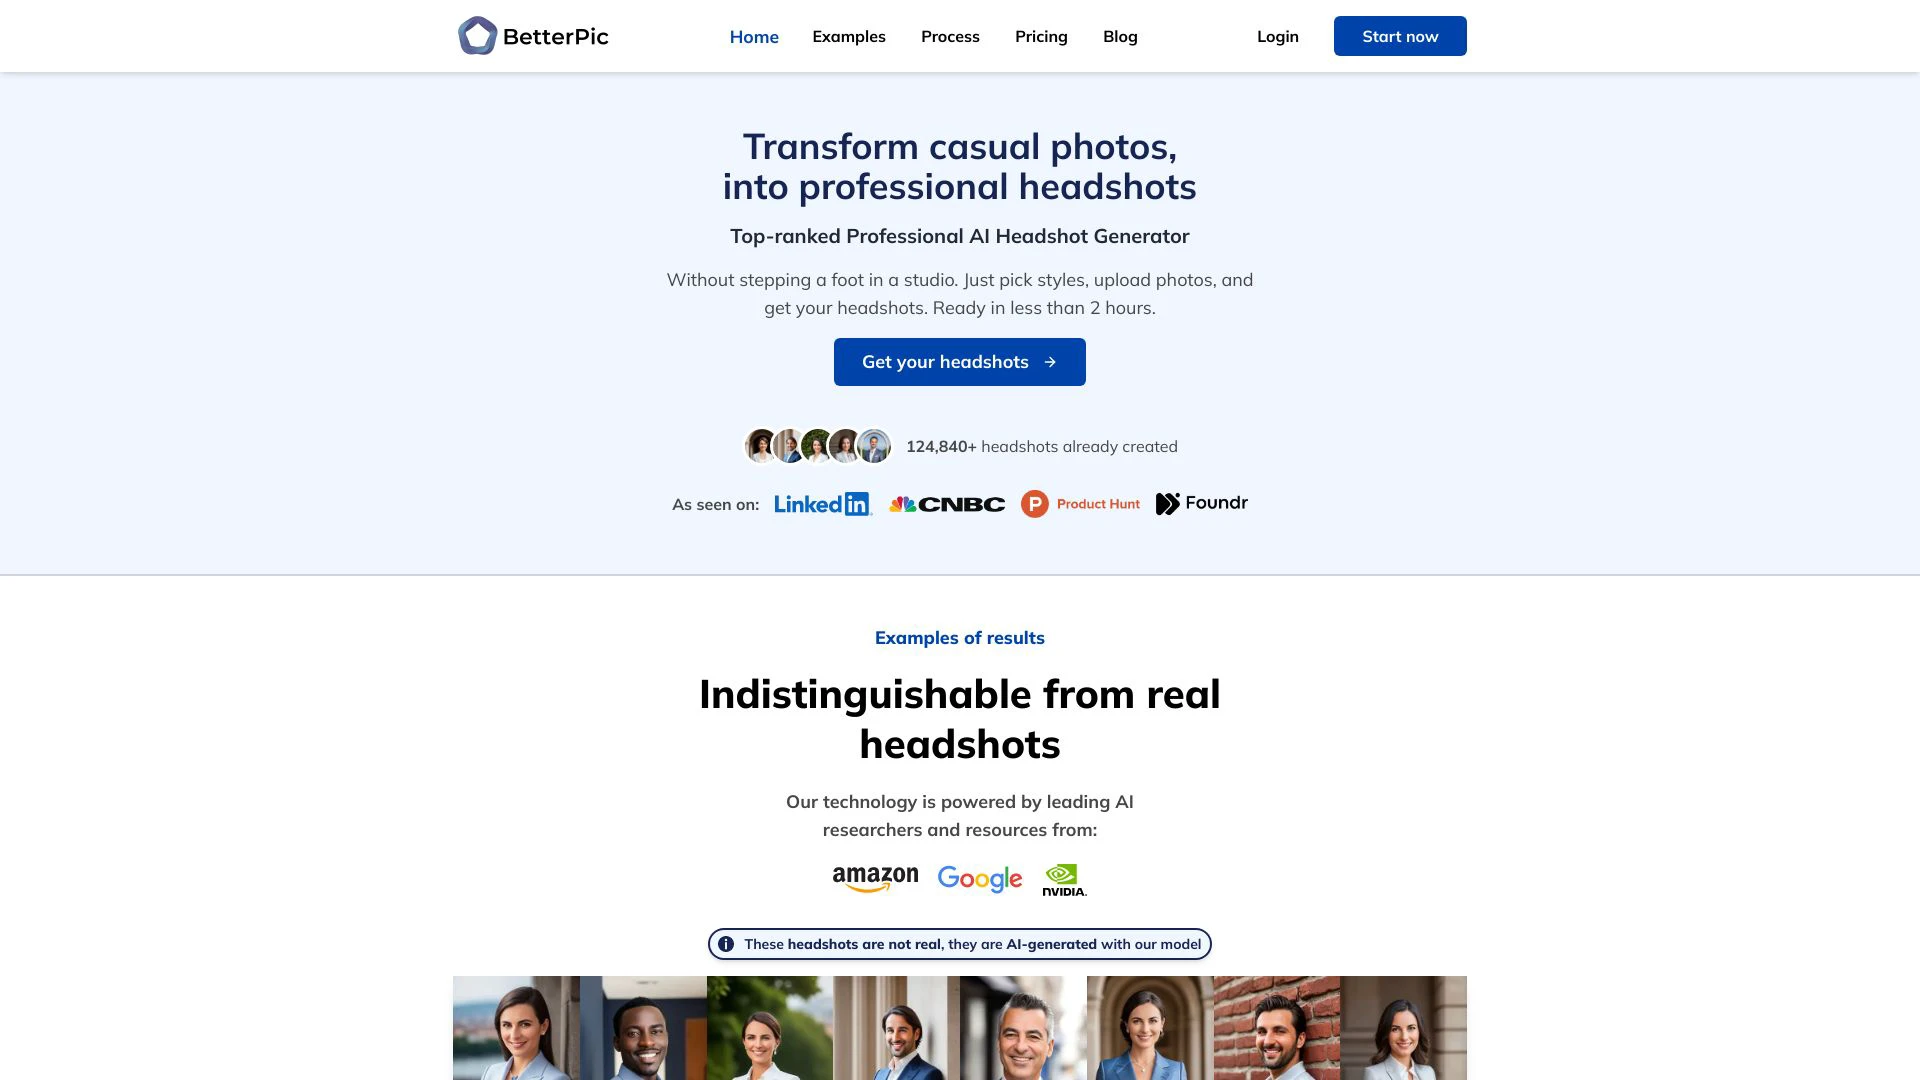 BetterPic
Home Examples Process Pricing Blog Login Start now
Transform casual photos,
into professional headshots
Top-ranked Professional AI Headshot Generator
Without stepping a foot in a studio. Just pick styles, upload photos, and
get your headshots. Ready in less than 2 hours.
Get your headshots →
124,840+ headshots already created
As seen on: LinkedIn CNBC Product Hunt Foundr
Examples of results
Indistinguishable from real
headshots
Our technology is powered by leading AI
researchers and resources from:
amazon Google NVIDIA.
These headshots are not real, they are AI-generated with our model